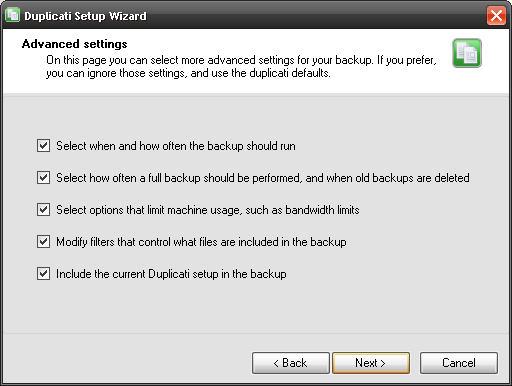 Duplicati Setup Wizard
Advanced settings
On this page you can select more advanced settings for your backup. If you prefer,
you can ignore those settings, and use the duplicati defaults.
Select when and how often the backup should run
Select how often a full backup should be performed, and when old backups are deleted
Select options that limit machine usage, such as bandwidth limits
Modify filters that control what files are included in the backup
Include the current Duplicati setup in the backup
< Back Next > Cancel